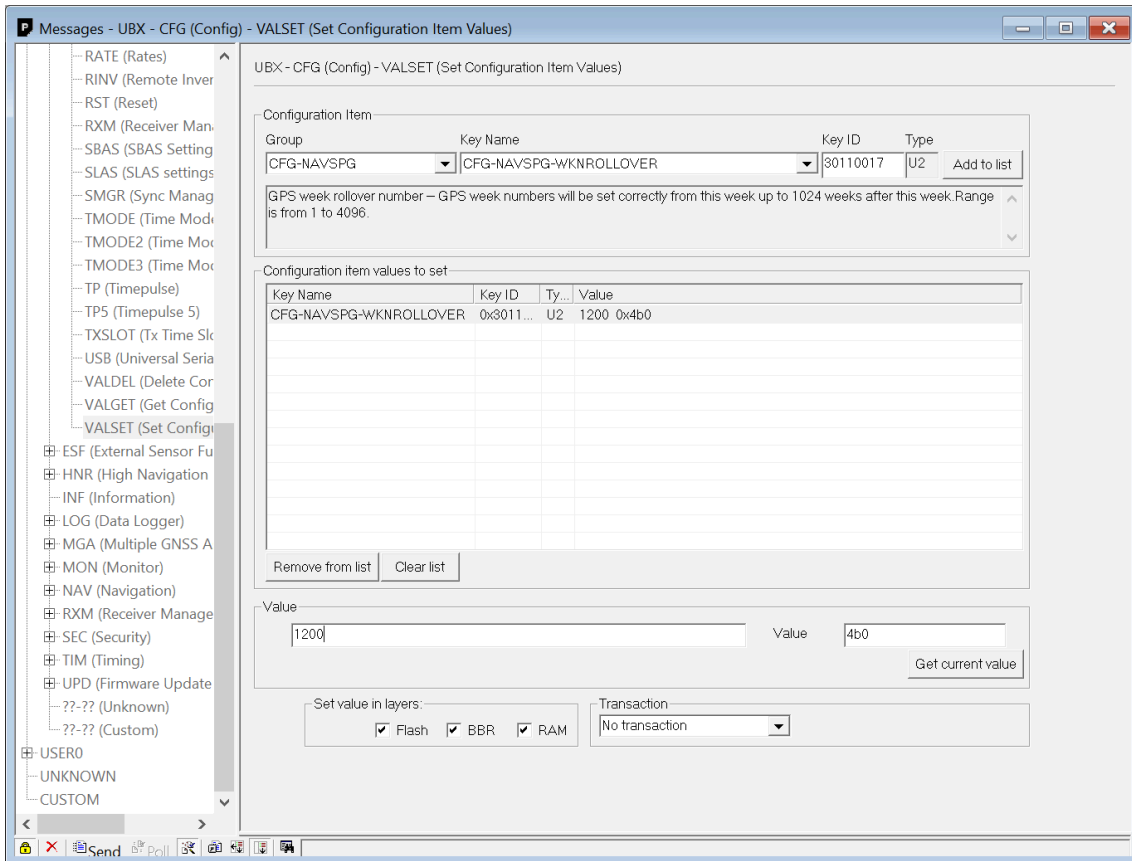 Messages - UBX - CFG (Config) - VALSET (Set Configuration Item Values)
RATE (Rates)
RINV (Remote Inver
RST (Reset)
RXM (Receiver Man
SBAS (SBAS Setting
SLAS (SLAS settings
SMGR (Sync Manag
TMODE (Time Mode
TMODE2 (Time Mod
TMODE3 (Time Mod
TP (Timepulse)
TP5 (Timepulse 5)
TXSLOT (Tx Time Slo
USB (Universal Seria
VALDEL (Delete Con
VALGET (Get Config
VALSET (Set Configu
ESF (External Sensor Fu
HNR (High Navigation
INF (Information)
LOG (Data Logger)
MGA (Multiple GNSS A
MON (Monitor)
NAV (Navigation)
RXM (Receiver Manage
SEC (Security)
TIM (Timing)
UPD (Firmware Update
??-?? (Unknown)
??-?? (Custom)
USER0
UNKNOWN
CUSTOM
UBX - CFG (Config) - VALSET (Set Configuration Item Values)
Configuration Item
Group Key Name Key ID Type
CFG-NAVSPG CFG-NAVSPG-WKNROLLOVER 30110017 U2 Add to list
GPS week rollover number – GPS week numbers will be set correctly from this week up to 1024 weeks after this week.Range
is from 1 to 4096.
Configuration item values to set
Key Name Key ID Ty... Value
CFG-NAVSPG-WKNROLLOVER 0x3011... U2 1200 0x4b0
Remove from list Clear list
Value
1200 Value 4b0
Get current value
Set value in layers: Transaction
Flash BBR RAM No transaction
Send Poll